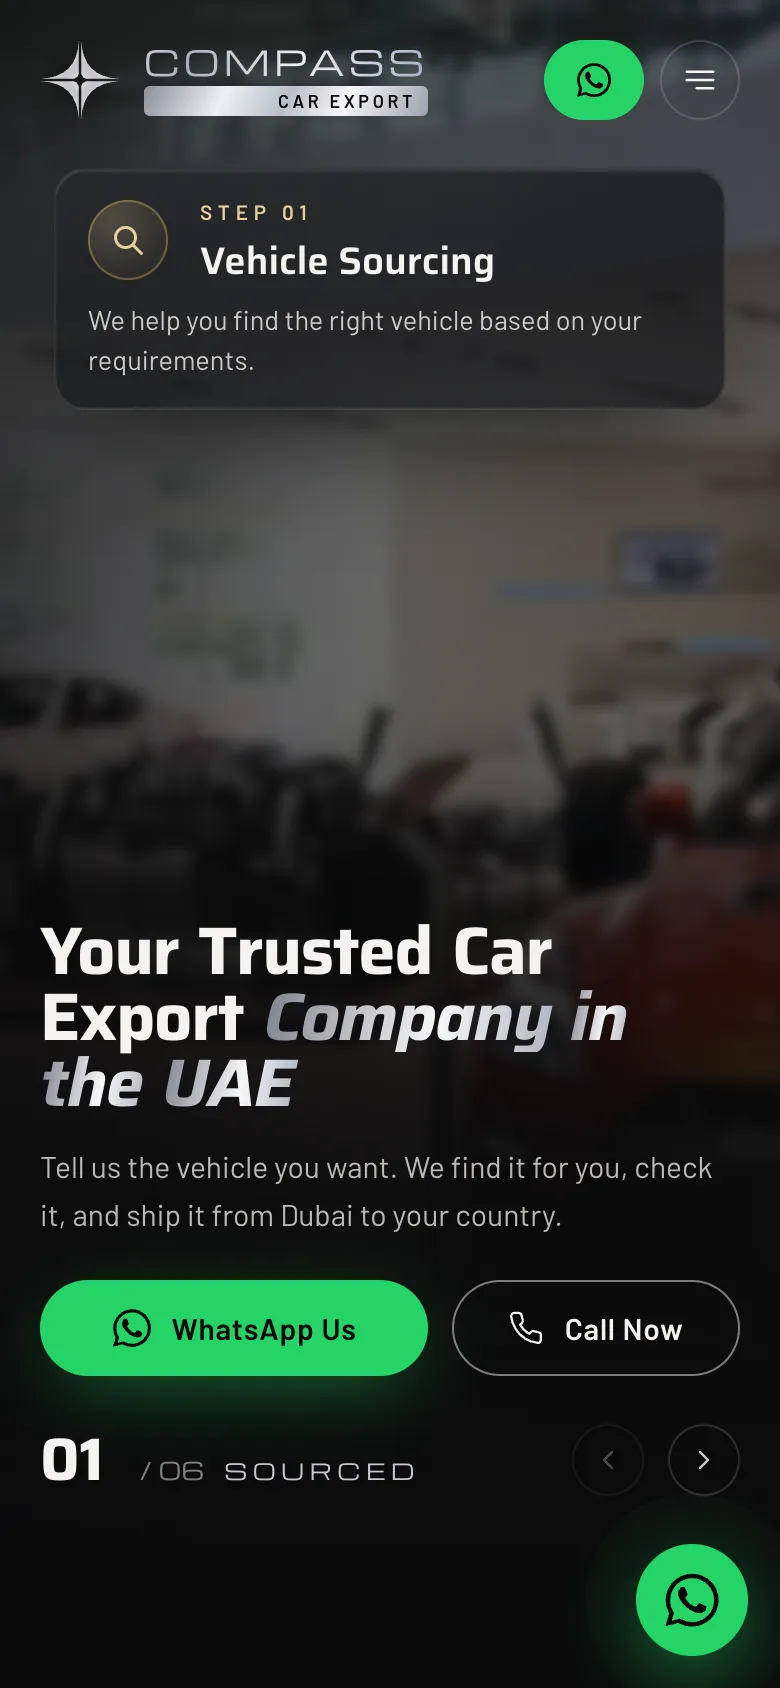 COMPASS
CAR EXPORT
STEP 01
Vehicle Sourcing
We help you find the right vehicle based on your
requirements.
Your Trusted Car
Export Company in
the UAE
Tell us the vehicle you want. We find it for you, check
it, and ship it from Dubai to your country.
WhatsApp Us
Call Now
01 / 06 SOURCED